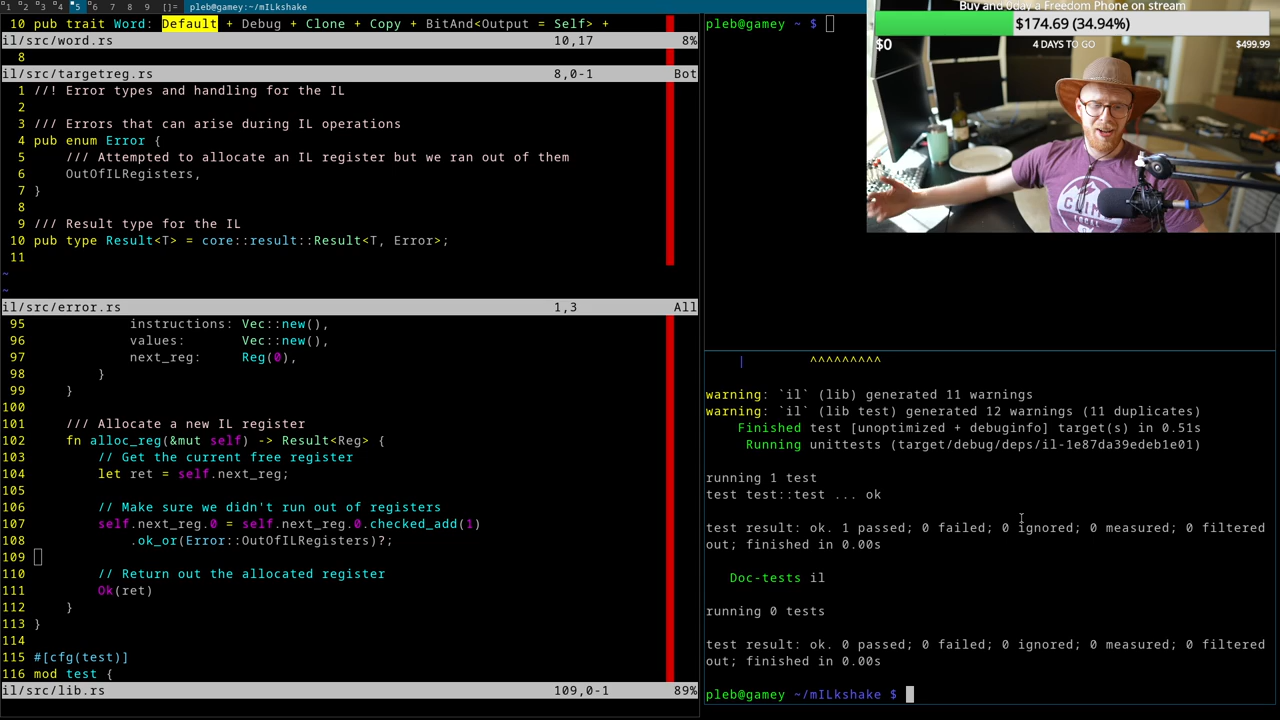 1 2 3 4 5 6 7 8 9 []= pleb@gamey:~/mILkshake
10 pub trait Word: Default + Debug + Clone + Copy + BitAnd<Output = Self> +
il/src/word.rs 10,17 8%
8
il/src/targetreg.rs 8,0-1 Bot
1 //! Error types and handling for the IL
2
3 /// Errors that can arise during IL operations
4 pub enum Error {
5 /// Attempted to allocate an IL register but we ran out of them
6 OutOfILRegisters,
7 }
8
9 /// Result type for the IL
10 pub type Result<T> = core::result::Result<T, Error>;
11
~
~
il/src/error.rs 1,3 All
95 instructions: Vec::new(),
96 values: Vec::new(),
97 next_reg: Reg(0),
98 }
99 }
100
101 /// Allocate a new IL register
102 fn alloc_reg(&mut self) -> Result<Reg> {
103 // Get the current free register
104 let ret = self.next_reg;
105
106 // Make sure we didn't run out of registers
107 self.next_reg.0 = self.next_reg.0.checked_add(1)
108 .ok_or(Error::OutOfILRegisters)?;
109
110 // Return out the allocated register
111 Ok(ret)
112 }
113 }
114
115 #[cfg(test)]
116 mod test {
il/src/lib.rs 109,0-1 89%
pleb@gamey ~ $
Buy and 0day a Freedom Phone on stream
$174.69 (34.94%)
$0 4 DAYS TO GO $499.99
| ^^^^^^^^^
warning: `il` (lib) generated 11 warnings
warning: `il` (lib test) generated 12 warnings (11 duplicates)
Finished test [unoptimized + debuginfo] target(s) in 0.51s
Running unittests (target/debug/deps/il-1e87da39edeb1e01)
running 1 test
test test::test ... ok
test result: ok. 1 passed; 0 failed; 0 ignored; 0 measured; 0 filtered
out; finished in 0.00s
Doc-tests il
running 0 tests
test result: ok. 0 passed; 0 failed; 0 ignored; 0 measured; 0 filtered
out; finished in 0.00s
pleb@gamey ~/mILkshake $